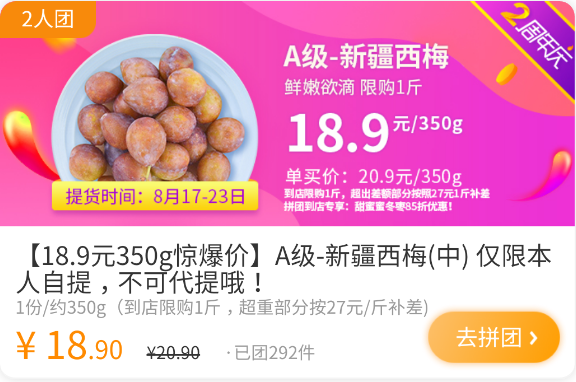 2人团
2周年庆
A级-新疆西梅
鲜嫩欲滴 限购1斤
18.9元/350g
单买价：20.9元/350g
提货时间：8月17-23日
到店限购1斤，超出差额部分按照27元1斤补差
拼团到店专享：甜蜜蜜冬枣85折优惠！
【18.9元350g惊爆价】A级-新疆西梅(中) 仅限本
人自提，不可代提哦！
1份/约350g（到店限购1斤，超重部分按27元/斤补差)
¥ 18.90 ¥20.90 ·已团292件
去拼团 ›